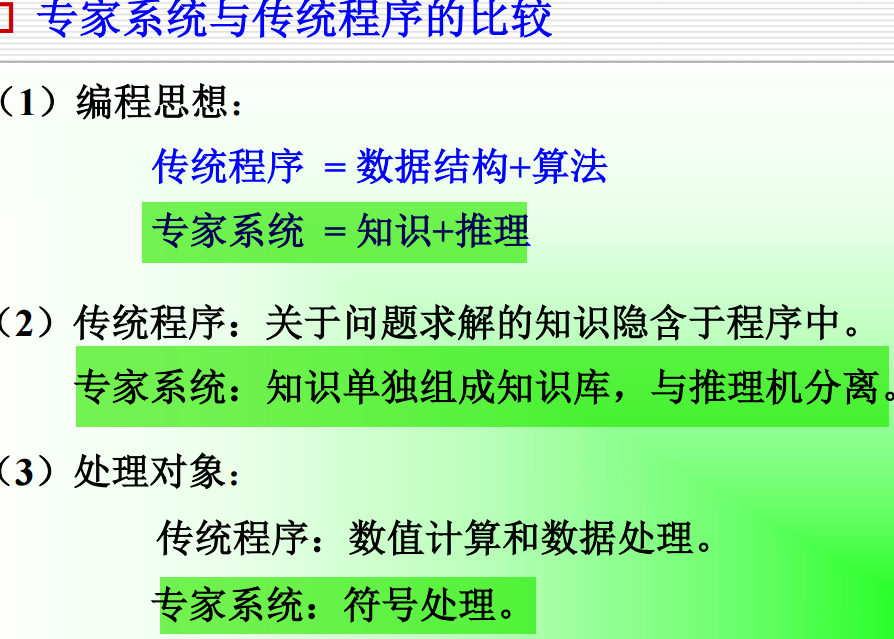 专家系统与传统程序的比较
（1）编程思想：
传统程序 = 数据结构+算法
专家系统 = 知识+推理
（2）传统程序：关于问题求解的知识隐含于程序中。
专家系统：知识单独组成知识库，与推理机分离。
（3）处理对象：
传统程序：数值计算和数据处理。
专家系统：符号处理。